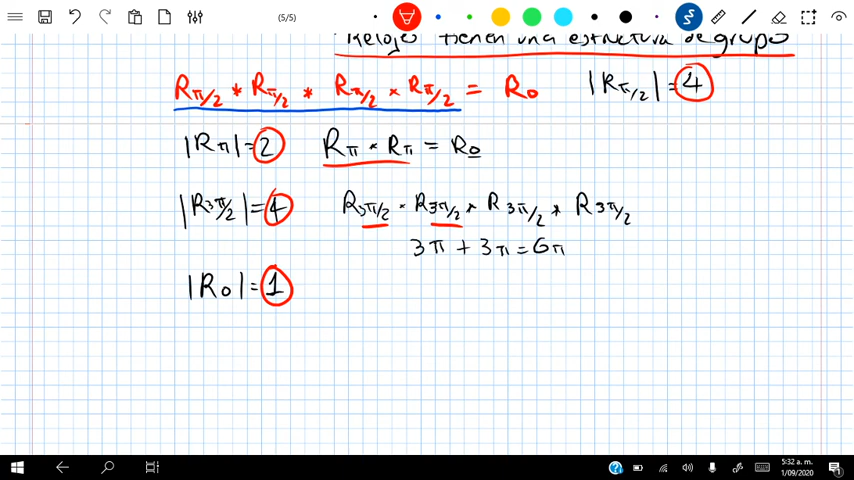 (5/5)
Reloj tienen una estructura de grupo
Rπ/2 * Rπ/2 * Rπ/2 * Rπ/2 = R0 |Rπ/2| = 4
|Rπ| = 2 Rπ * Rπ = R0
|R3π/2| = 4 R3π/2 * R3π/2 * R3π/2 * R3π/2
3π + 3π = 6π
|R0| = 1
5:32 a. m.
1/09/2020